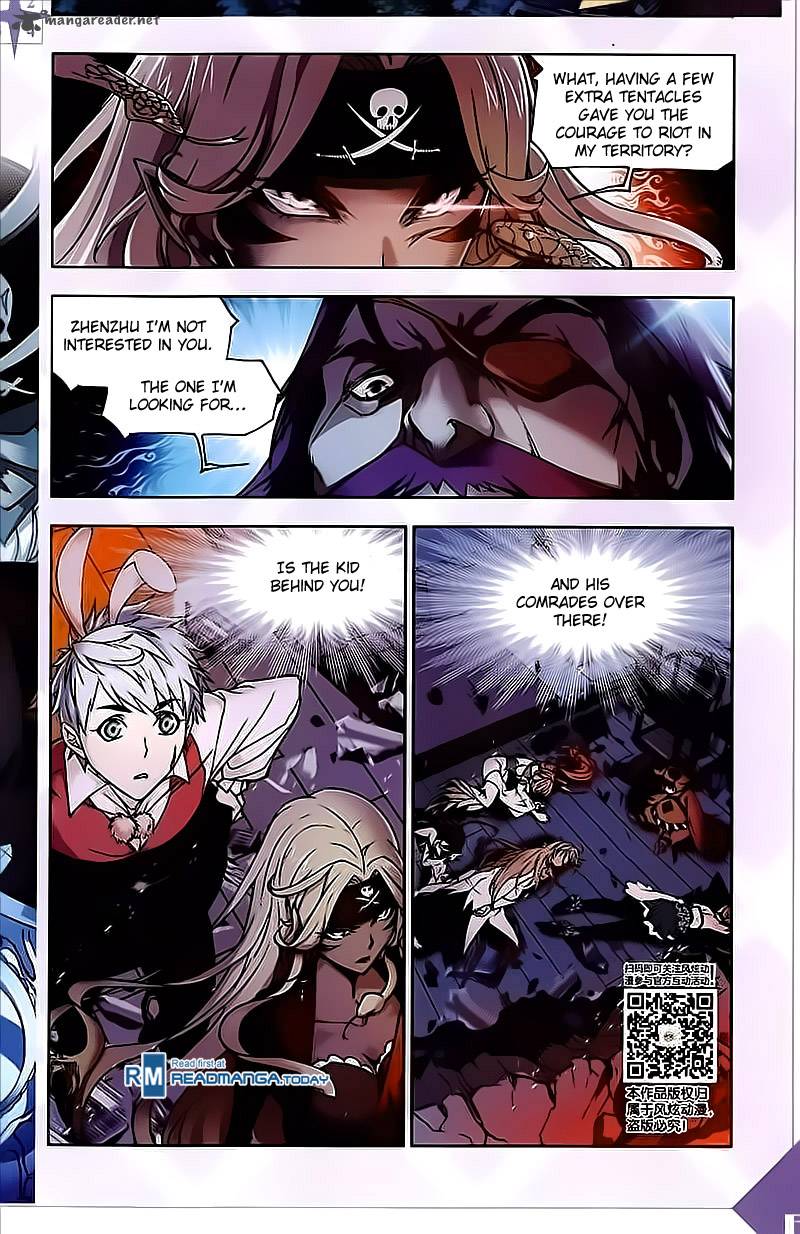 mangareader.net
WHAT, HAVING A FEW
EXTRA TENTACLES
GAVE YOU THE
COURAGE TO RIOT IN
MY TERRITORY?
ZHENZHU I'M NOT
INTERESTED IN YOU.
THE ONE I'M
LOOKING FOR...
IS THE KID
BEHIND YOU!
AND HIS
COMRADES OVER
THERE!
扫码即可关注风炫动
漫参与官方互动活动.
本作品版权归
属于风炫动漫,
盗版必究!
RM
Read first at
READMANGA.TODAY